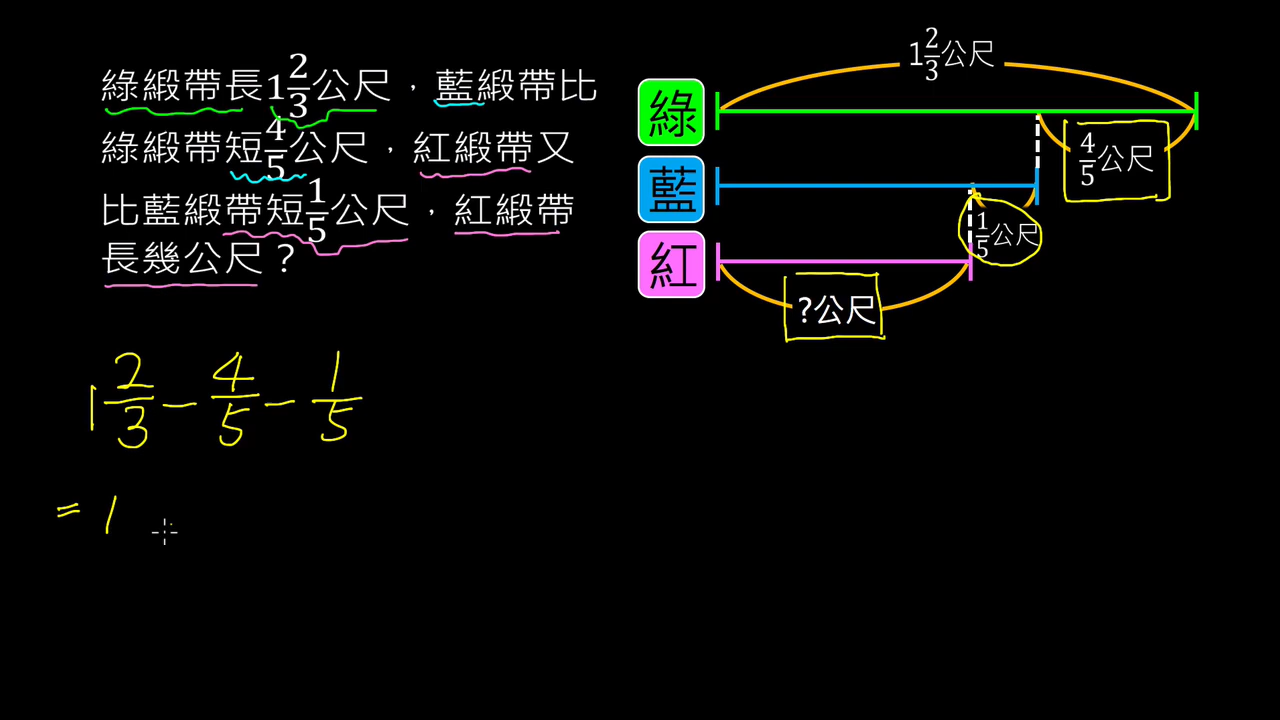 綠緞帶長1 2/3公尺，藍緞帶比
綠緞帶短4/5公尺，紅緞帶又
比藍緞帶短1/5公尺，紅緞帶
長幾公尺？
1 2/3 - 4/5 - 1/5
= 1
1 2/3公尺
綠
4/5公尺
藍
1/5公尺
紅
?公尺